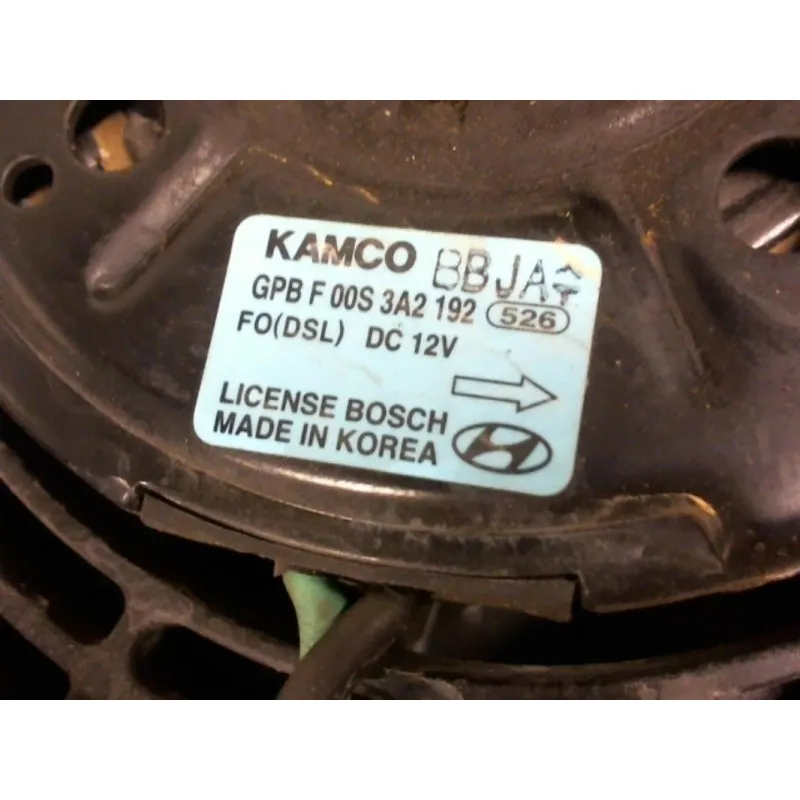 KAMCO BBJA
GPB F 00S 3A2 192 526
FO(DSL) DC 12V
LICENSE BOSCH
MADE IN KOREA